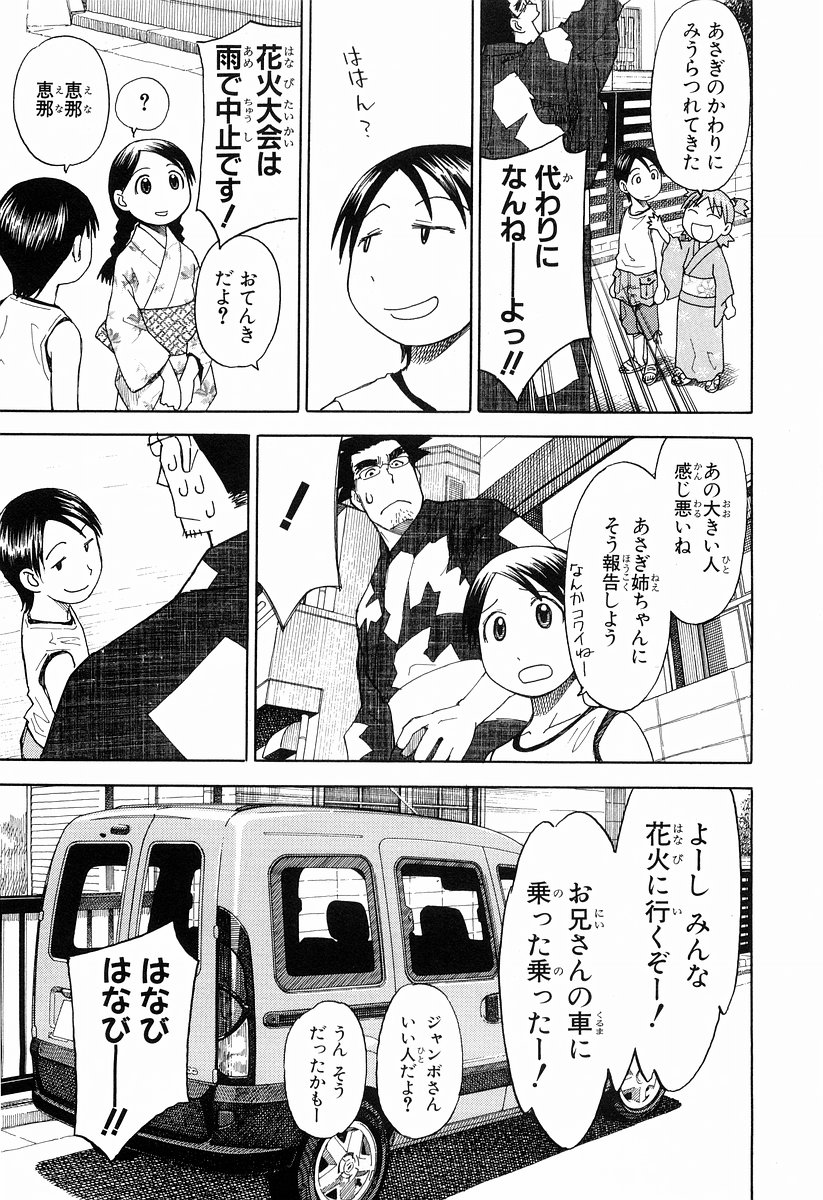 あさぎのかわりに
みうらつれてきた
代わりに
なんねーーよっ!!
ははん?
花火大会は
雨で中止です!
おてんき
だよ?
?
恵那
恵那
あの大きい人
感じ悪いね
あさぎ姉ちゃんに
そう報告しよう
なんかコワイねー
!
よーし みんな
花火に行くぞー!
お兄さんの車に
乗った乗ったー!
ジャンボさん
いい人だよ?
うん そう
だったかもー
はなび
はなびーー!!